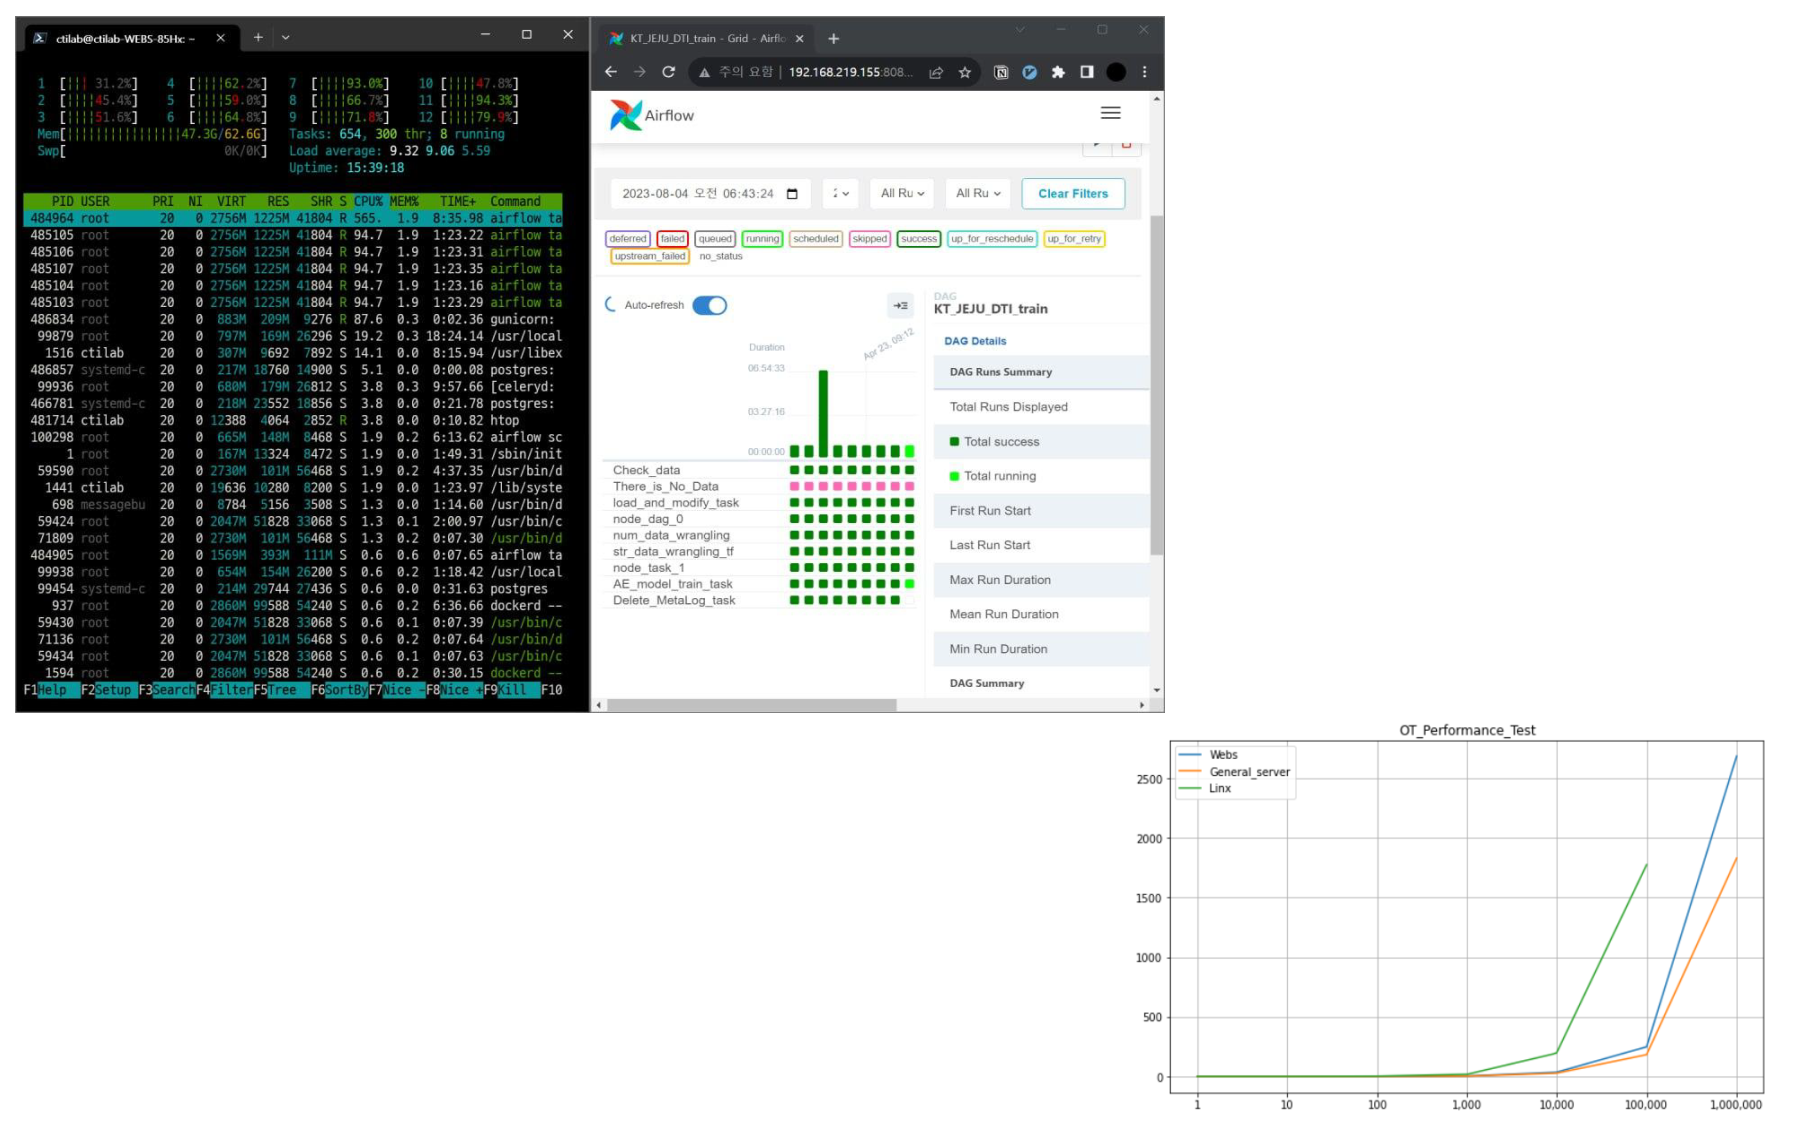 ctilab@ctilab-WEBS-85Hx: ~
1 [||| 31.2%] 4 [||||62.2%] 7 [||||93.0%] 10 [||||47.8%]
2 [||||45.4%] 5 [||||59.0%] 8 [||||66.7%] 11 [||||94.3%]
3 [||||51.6%] 6 [||||64.8%] 9 [||||71.8%] 12 [||||79.9%]
Mem[|||||||||||||||||47.3G/62.6G] Tasks: 654, 300 thr; 8 running
Swp[ 0K/0K] Load average: 9.32 9.06 5.59
Uptime: 15:39:18
PID USER PRI NI VIRT RES SHR S CPU% MEM% TIME+ Command
484964 root 20 0 2756M 1225M 41804 R 565. 1.9 8:35.98 airflow ta
485105 root 20 0 2756M 1225M 41804 R 94.7 1.9 1:23.22 airflow ta
485106 root 20 0 2756M 1225M 41804 R 94.7 1.9 1:23.31 airflow ta
485107 root 20 0 2756M 1225M 41804 R 94.7 1.9 1:23.35 airflow ta
485104 root 20 0 2756M 1225M 41804 R 94.7 1.9 1:23.16 airflow ta
485103 root 20 0 2756M 1225M 41804 R 94.7 1.9 1:23.29 airflow ta
486834 root 20 0 883M 209M 9276 R 87.6 0.3 0:02.36 gunicorn:
99879 root 20 0 797M 169M 26296 S 19.2 0.3 18:24.14 /usr/local
1516 ctilab 20 0 307M 9692 7892 S 14.1 0.0 8:15.94 /usr/libex
486857 systemd-c 20 0 217M 18760 14900 S 5.1 0.0 0:00.08 postgres:
99936 root 20 0 680M 179M 26812 S 3.8 0.3 9:57.66 [celeryd:
466781 systemd-c 20 0 218M 23552 18856 S 3.8 0.0 0:21.78 postgres:
481714 ctilab 20 0 12388 4064 2852 R 3.8 0.0 0:10.82 htop
100298 root 20 0 665M 148M 8468 S 1.9 0.2 6:13.62 airflow sc
1 root 20 0 167M 13324 8472 S 1.9 0.0 1:49.31 /sbin/init
59590 root 20 0 2730M 101M 56468 S 1.9 0.2 4:37.35 /usr/bin/d
1441 ctilab 20 0 19636 10280 8200 S 1.9 0.0 1:23.97 /lib/syste
698 messagebu 20 0 8784 5156 3508 S 1.3 0.0 1:14.60 /usr/bin/d
59424 root 20 0 2047M 51828 33068 S 1.3 0.1 2:00.97 /usr/bin/c
71809 root 20 0 2730M 101M 56468 S 1.3 0.2 0:07.30 /usr/bin/d
484905 root 20 0 1569M 393M 111M S 0.6 0.6 0:07.65 airflow ta
99938 root 20 0 654M 154M 26200 S 0.6 0.2 1:18.42 /usr/local
99454 systemd-c 20 0 214M 29744 27436 S 0.6 0.0 0:31.63 postgres
937 root 20 0 2860M 99588 54240 S 0.6 0.2 6:36.66 dockerd --
59430 root 20 0 2047M 51828 33068 S 0.6 0.1 0:07.39 /usr/bin/c
71136 root 20 0 2730M 101M 56468 S 0.6 0.2 0:07.64 /usr/bin/d
59434 root 20 0 2047M 51828 33068 S 0.6 0.1 0:07.63 /usr/bin/c
1594 root 20 0 2860M 99588 54240 S 0.6 0.2 0:30.15 dockerd --
F1Help F2Setup F3SearchF4FilterF5Tree F6SortByF7Nice -F8Nice +F9Kill F10
KT_JEJU_DTI_train - Grid - Airflo
주의 요함 | 192.168.219.155:808...
Airflow
2023-08-04 오전 06:43:24 All Ru All Ru Clear Filters
deferred failed queued running scheduled skipped success up_for_reschedule up_for_retry
upstream_failed no_status
Auto-refresh
Duration
Apr 23, 09:12
06:54:33
03:27:16
00:00:00
Check_data
There_is_No_Data
load_and_modify_task
node_dag_0
num_data_wrangling
str_data_wrangling_tf
node_task_1
AE_model_train_task
Delete_MetaLog_task
DAG
KT_JEJU_DTI_train
DAG Details
DAG Runs Summary
Total Runs Displayed
Total success
Total running
First Run Start
Last Run Start
Max Run Duration
Mean Run Duration
Min Run Duration
DAG Summary
OT_Performance_Test
Webs
General_server
Linx
2500
2000
1500
1000
500
0
1 10 100 1,000 10,000 100,000 1,000,000